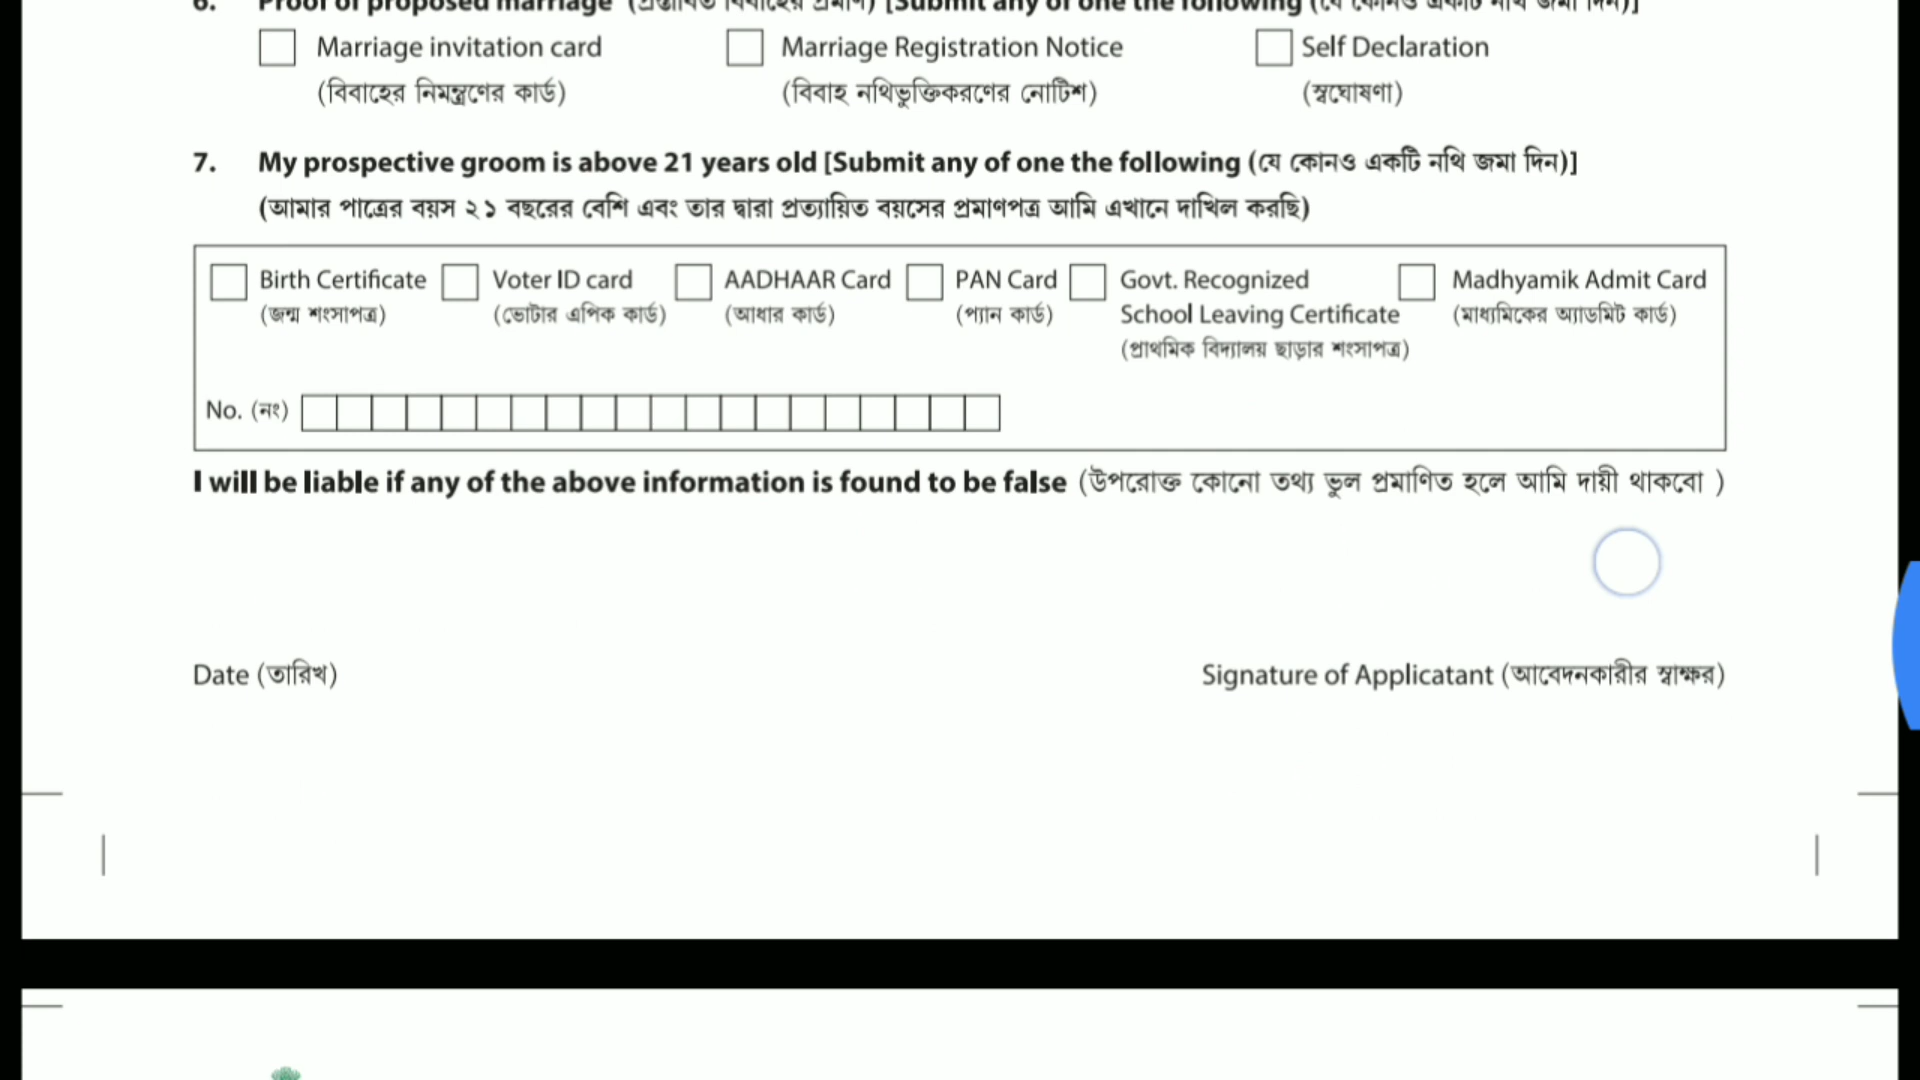 6. Proof of proposed marriage (প্রস্তাবিত বিবাহের প্রমাণ) [Submit any of one the following (যে কোনও একটি নথি জমা দিন)]
Marriage invitation card Marriage Registration Notice Self Declaration
(বিবাহের নিমন্ত্রণের কার্ড) (বিবাহ নথিভুক্তিকরণের নোটিশ) (স্বঘোষণা)
7. My prospective groom is above 21 years old [Submit any of one the following (যে কোনও একটি নথি জমা দিন)]
(আমার পাত্রের বয়স ২১ বছরের বেশি এবং তার দ্বারা প্রত্যায়িত বয়সের প্রমাণপত্র আমি এখানে দাখিল করছি)
Birth Certificate Voter ID card AADHAAR Card PAN Card Govt. Recognized Madhyamik Admit Card
(জন্ম শংসাপত্র) (ভোটার এপিক কার্ড) (আধার কার্ড) (প্যান কার্ড) School Leaving Certificate (মাধ্যমিকের অ্যাডমিট কার্ড)
(প্রাথমিক বিদ্যালয় ছাড়ার শংসাপত্র)
No. (নং)
I will be liable if any of the above information is found to be false (উপরোক্ত কোনো তথ্য ভুল প্রমাণিত হলে আমি দায়ী থাকবো )
Date (তারিখ) Signature of Applicatant (আবেদনকারীর স্বাক্ষর)